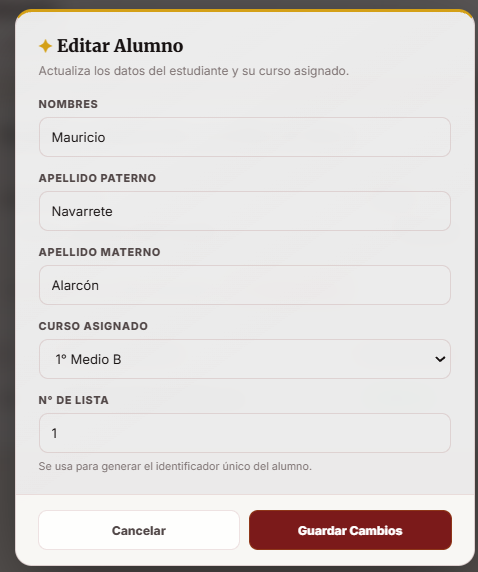 ✦ Editar Alumno
Actualiza los datos del estudiante y su curso asignado.
NOMBRES
Mauricio
APELLIDO PATERNO
Navarrete
APELLIDO MATERNO
Alarcón
CURSO ASIGNADO
1° Medio B
N° DE LISTA
1
Se usa para generar el identificador único del alumno.
Cancelar
Guardar Cambios